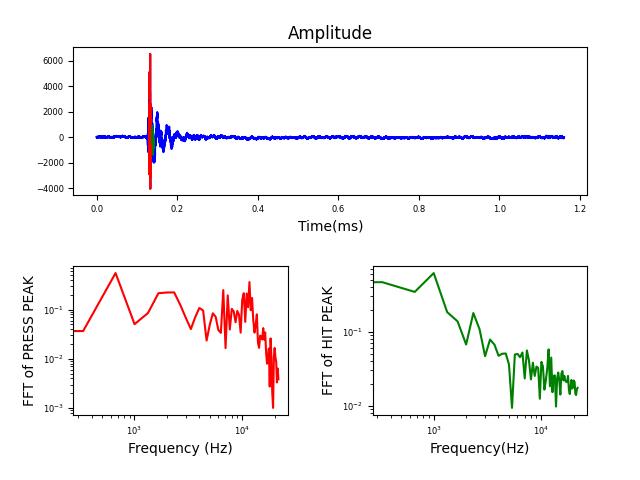 Amplitude
6000
4000
2000
0
−2000
−4000
0.0 0.2 0.4 0.6 0.8 1.0 1.2
Time(ms)
FFT of PRESS PEAK
10⁻¹
10⁻²
10⁻³
10³ 10⁴
Frequency (Hz)
FFT of HIT PEAK
10⁻¹
10⁻²
10³ 10⁴
Frequency(Hz)